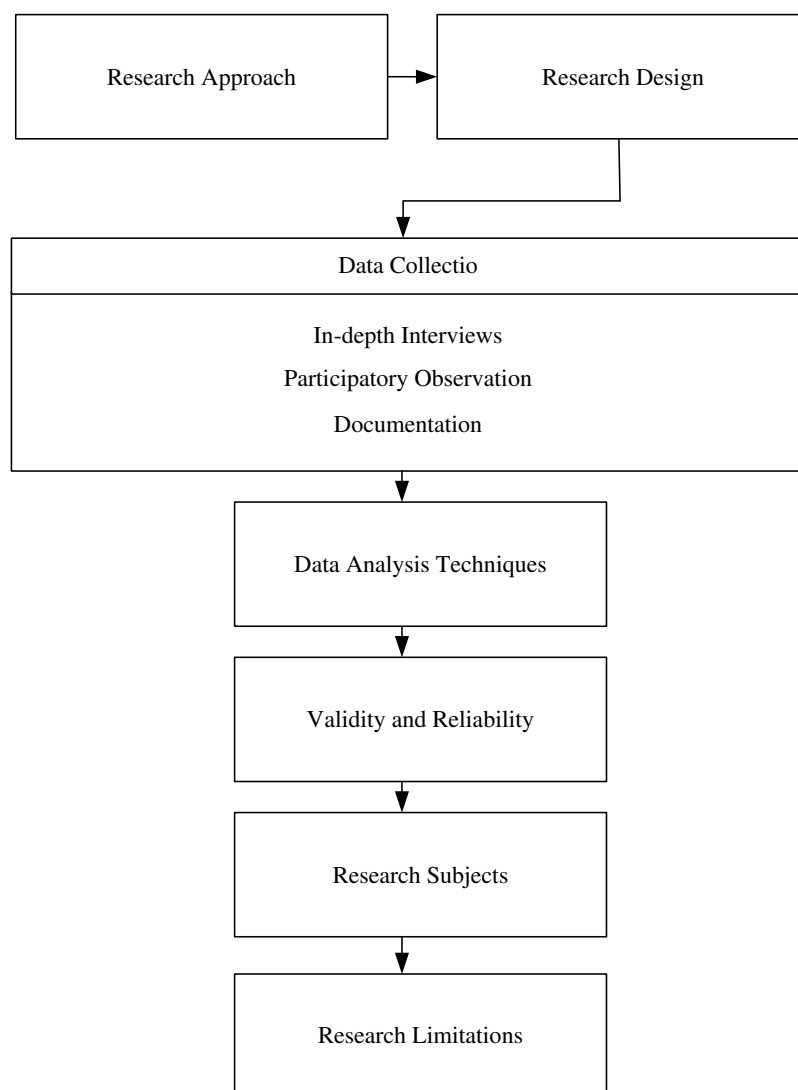 Research Approach
Research Design
Data Collectio
In-depth Interviews
Participatory Observation
Documentation
Data Analysis Techniques
Validity and Reliability
Research Subjects
Research Limitations